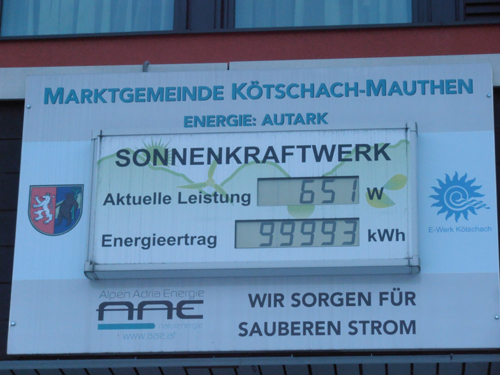 MARKTGEMEINDE KÖTSCHACH-MAUTHEN
ENERGIE: AUTARK
SONNENKRAFTWERK
Aktuelle Leistung 651 W
Energieertrag 99993 kWh
E-Werk Kötschach
Alpen Adria Energie
AAE
www.aae.at
WIR SORGEN FÜR
SAUBEREN STROM